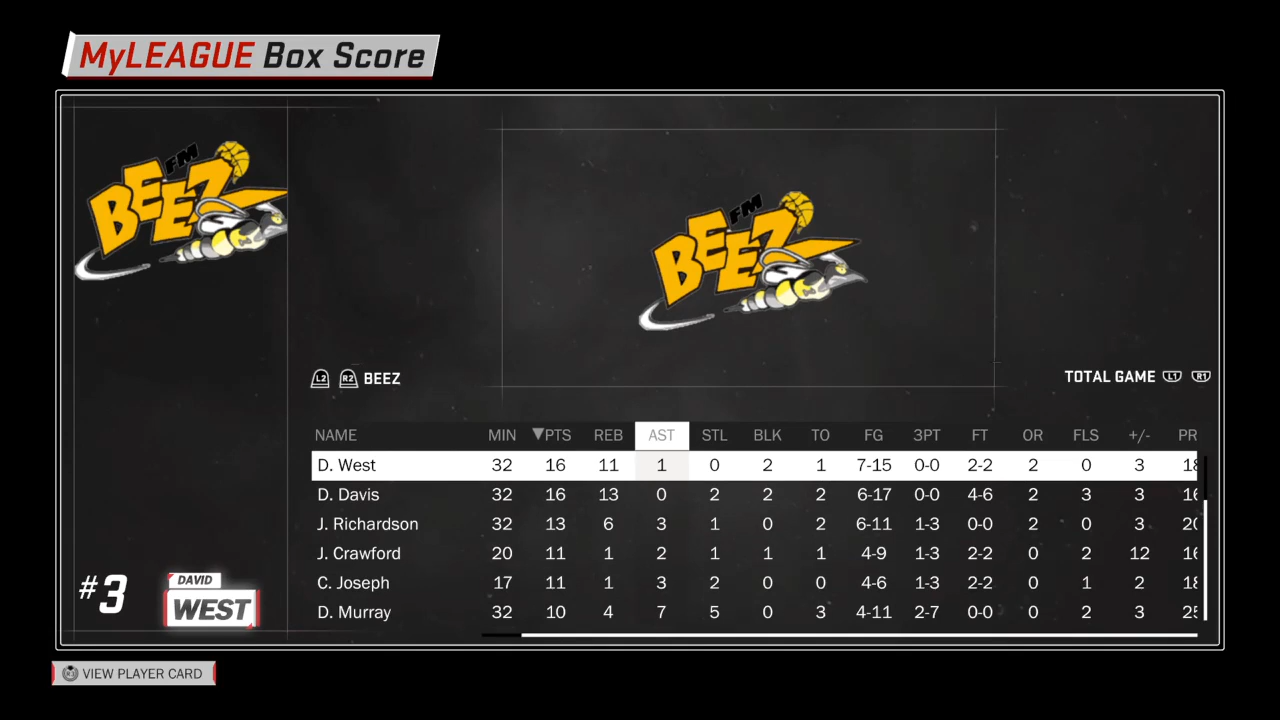 MyLEAGUE Box Score
FM
BEEZ
FM
BEEZ
L2 R2 BEEZ
TOTAL GAME L1 R1
NAME MIN ▼PTS REB AST STL BLK TO FG 3PT FT OR FLS +/- PR
D. West 32 16 11 1 0 2 1 7-15 0-0 2-2 2 0 3 18
D. Davis 32 16 13 0 2 2 2 6-17 0-0 4-6 2 3 3 16
J. Richardson 32 13 6 3 1 0 2 6-11 1-3 0-0 2 0 3 20
J. Crawford 20 11 1 2 1 1 1 4-9 1-3 2-2 0 2 12 16
C. Joseph 17 11 1 3 2 0 0 4-6 1-3 2-2 0 1 2 18
D. Murray 32 10 4 7 5 0 3 4-11 2-7 0-0 0 2 3 25
#3
DAVID
WEST
R3 VIEW PLAYER CARD